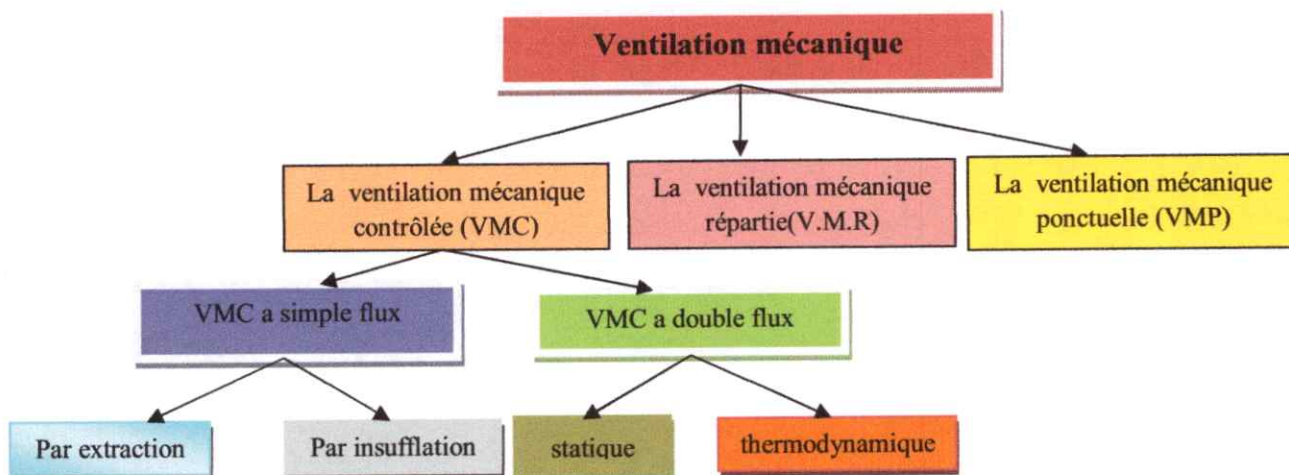 Ventilation mécanique
La ventilation mécanique
contrôlée (VMC)
La ventilation mécanique
répartie(V.M.R)
La ventilation mécanique
ponctuelle (VMP)
VMC a simple flux
VMC a double flux
Par extraction
Par insufflation
statique
thermodynamique